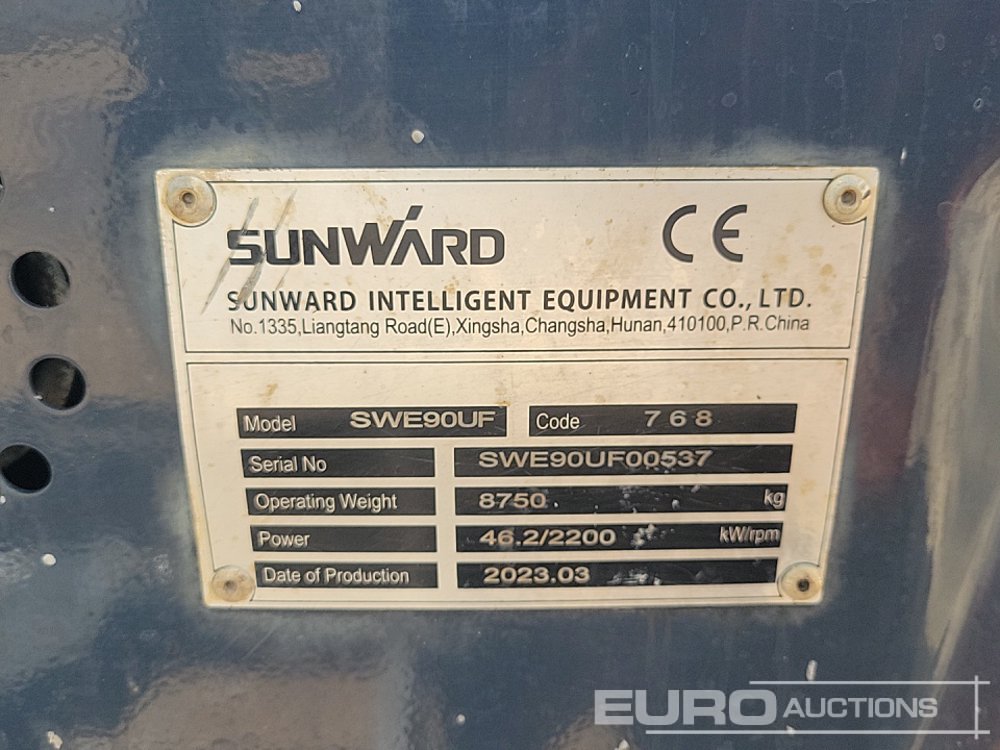 SUNWARD CE
SUNWARD INTELLIGENT EQUIPMENT CO., LTD.
No.1335,Liangtang Road(E),Xingsha,Changsha,Hunan,410100,P.R.China
Model SWE90UF Code 768
Serial No SWE90UF00537
Operating Weight 8750 kg
Power 46.2/2200 kW/rpm
Date of Production 2023.03
EURO AUCTIONS